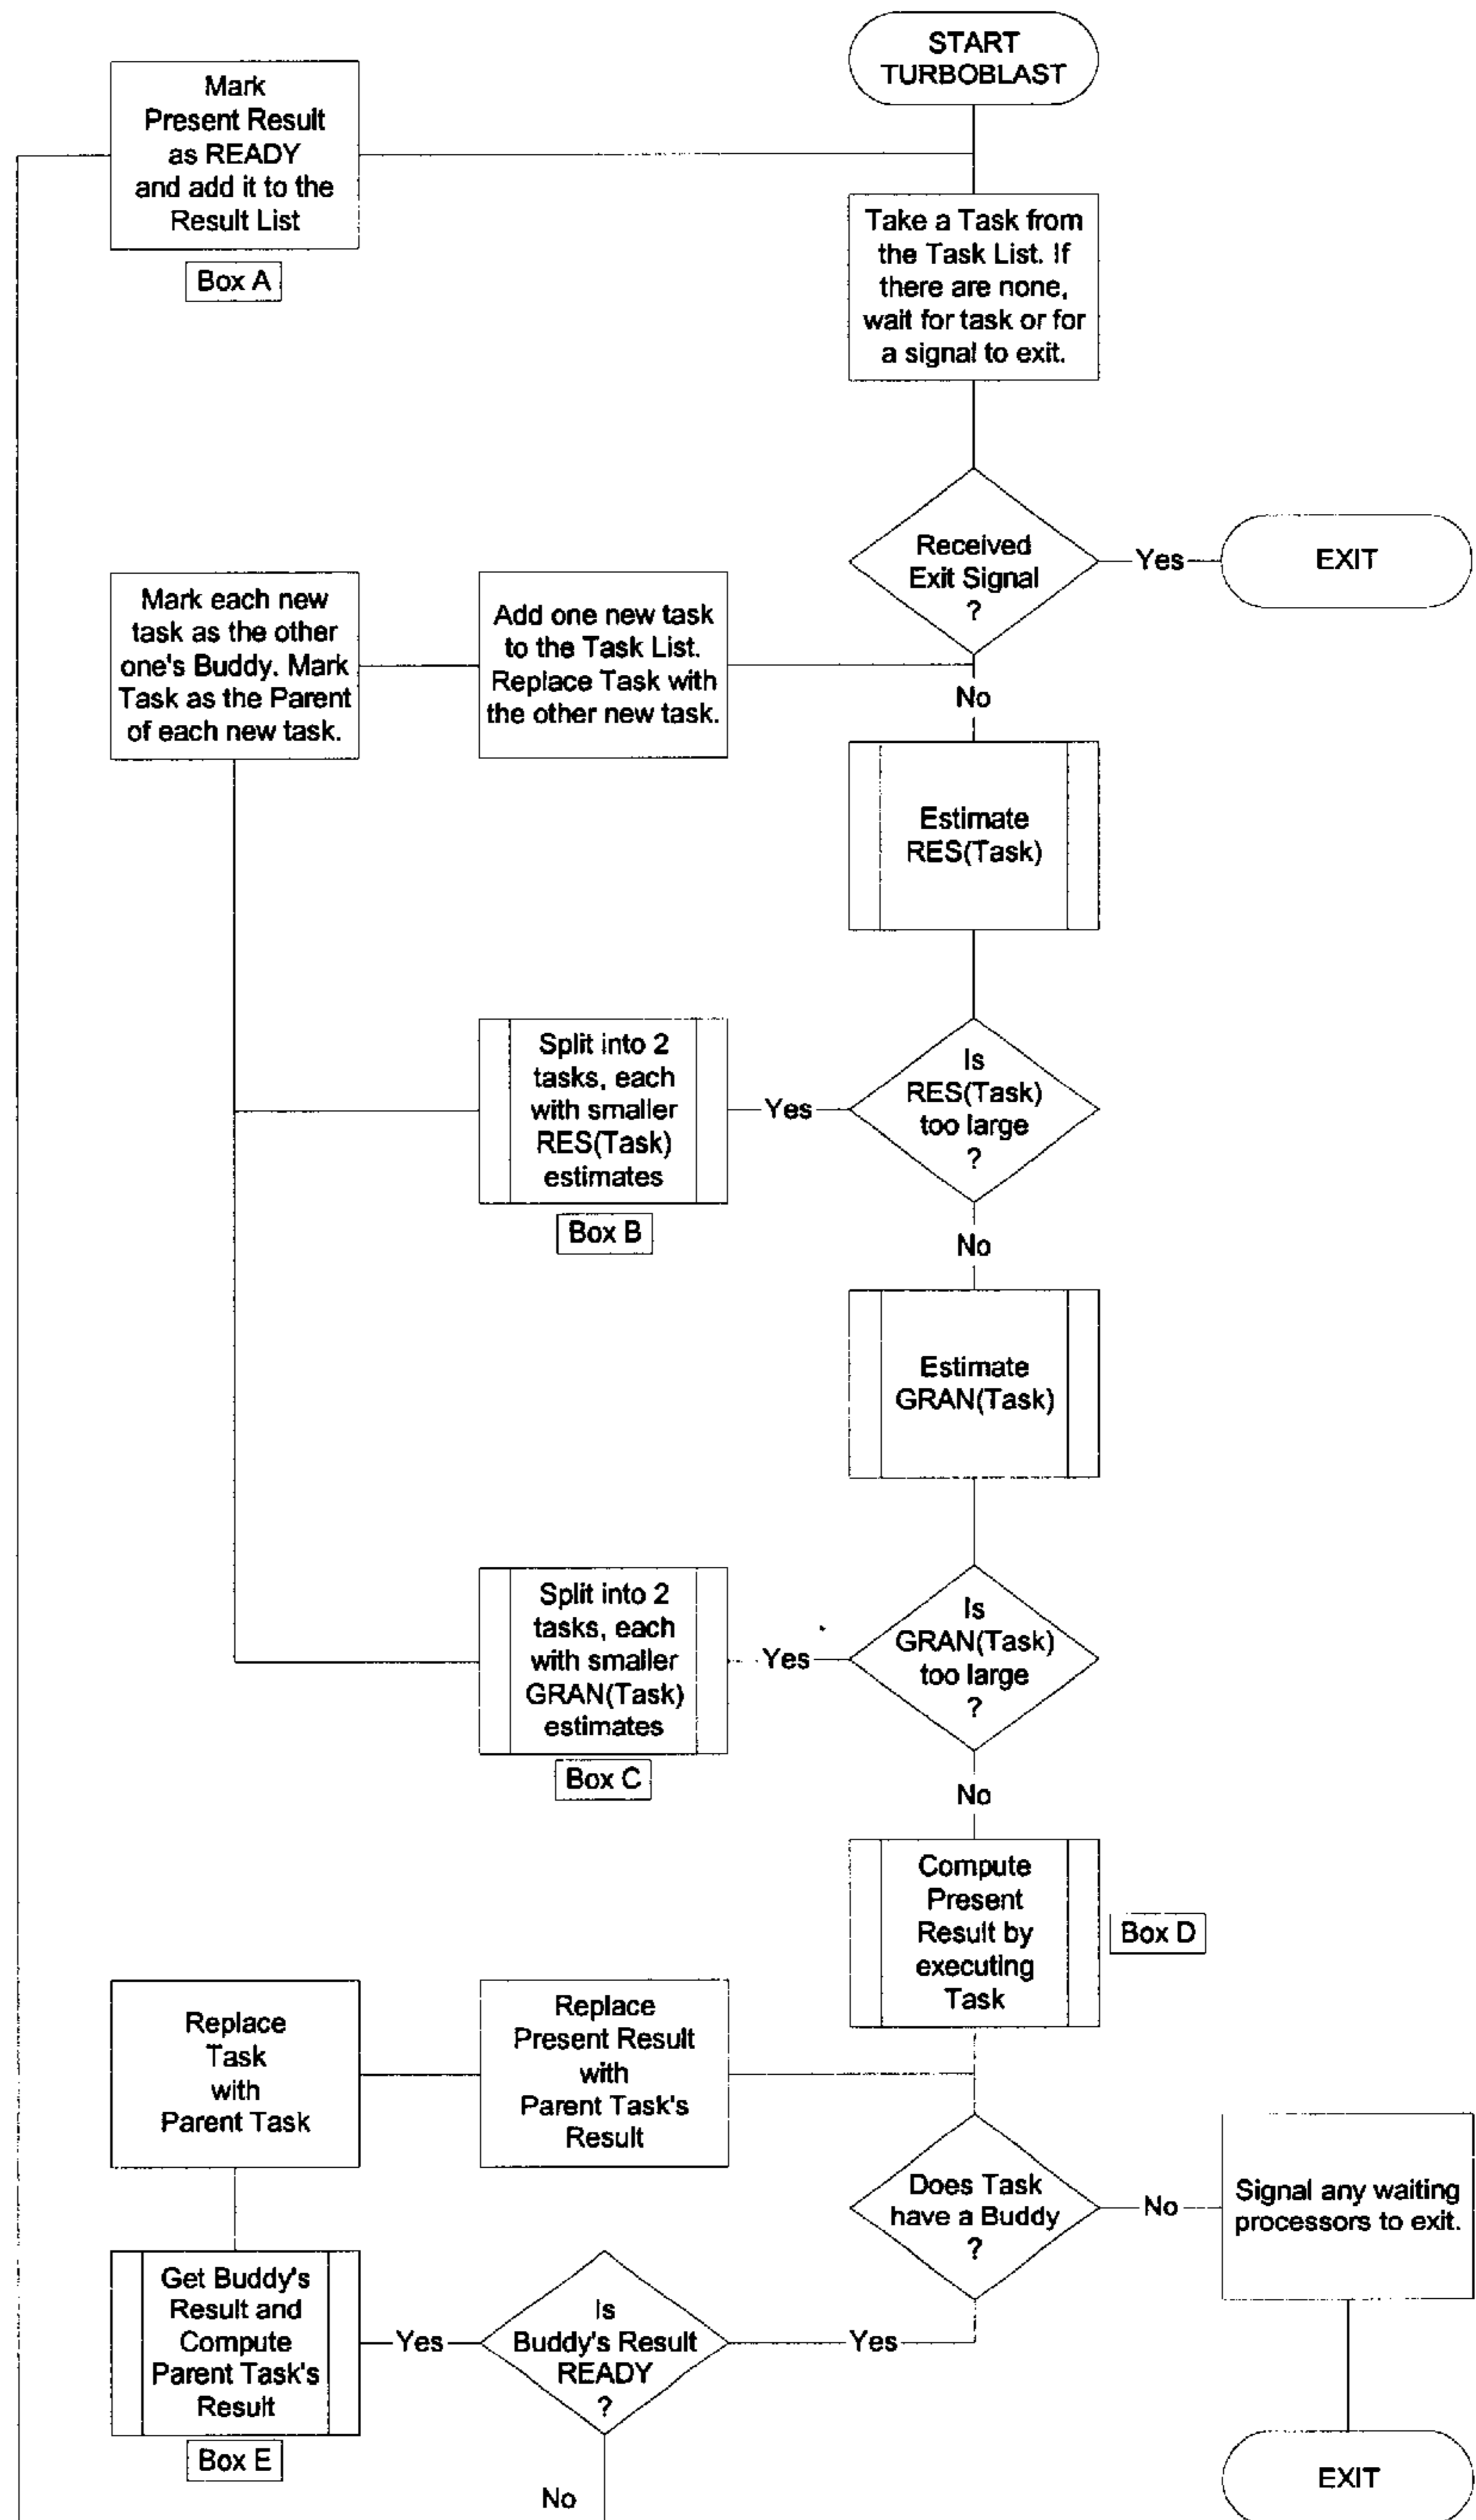 START
TURBOBLAST
Mark
Present Result
as READY
and add it to the
Result List
Box A
Take a Task from
the Task List. If
there are none,
wait for task or for
a signal to exit.
Received
Exit Signal
?
Yes
EXIT
Mark each new
task as the other
one's Buddy. Mark
Task as the Parent
of each new task.
Add one new task
to the Task List.
Replace Task with
the other new task.
No
Estimate
RES(Task)
Split into 2
tasks, each
with smaller
RES(Task)
estimates
Box B
Yes
Is
RES(Task)
too large
?
No
Estimate
GRAN(Task)
Split into 2
tasks, each
with smaller
GRAN(Task)
estimates
Box C
Yes
Is
GRAN(Task)
too large
?
No
Compute
Present
Result by
executing
Task
Box D
Replace
Task
with
Parent Task
Replace
Present Result
with
Parent Task's
Result
Does Task
have a Buddy
?
No
Signal any waiting
processors to exit.
Get Buddy's
Result and
Compute
Parent Task's
Result
Box E
Yes
Is
Buddy's Result
READY
?
Yes
No
EXIT